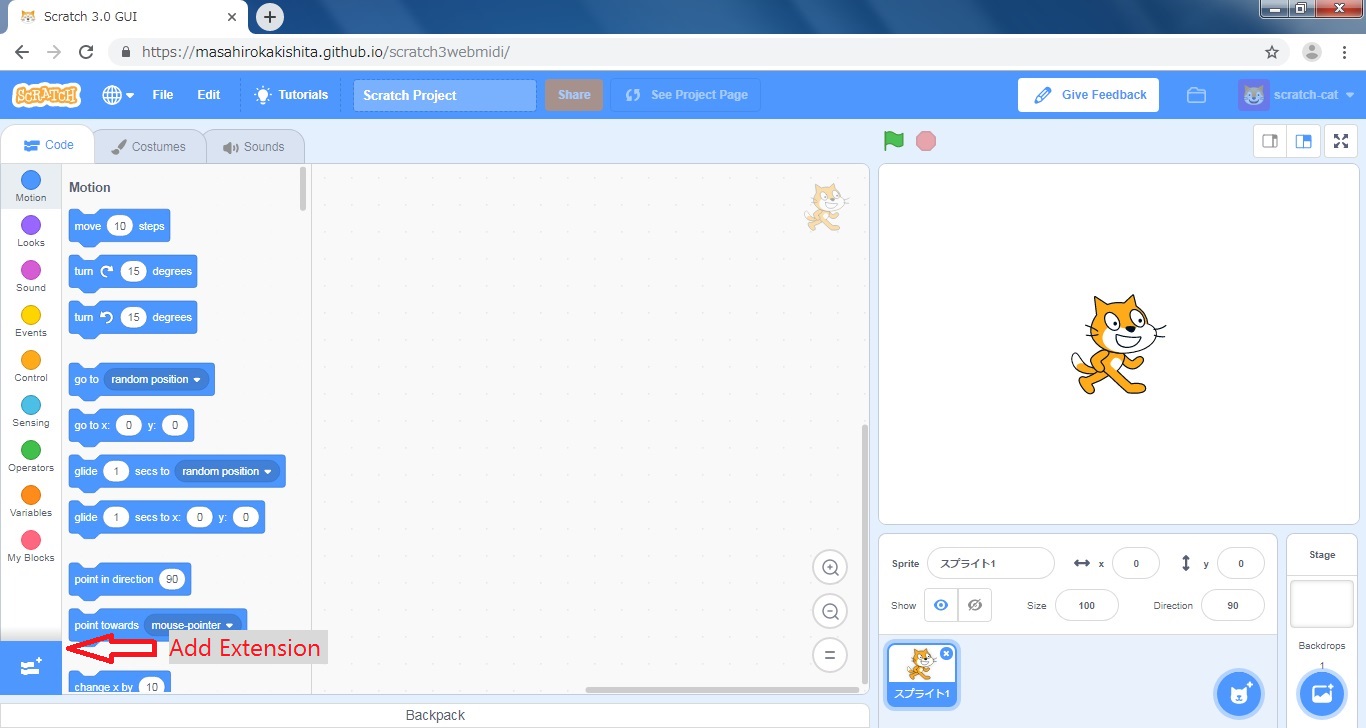 Scratch 3.0 GUI
https://masahirokakishita.github.io/scratch3webmidi/
SCRATCH
File
Edit
Tutorials
Scratch Project
Share
See Project Page
Give Feedback
scratch-cat
Code
Costumes
Sounds
Motion
Looks
Sound
Events
Control
Sensing
Operators
Variables
My Blocks
Motion
move 10 steps
turn 15 degrees
turn 15 degrees
go to random position
go to x: 0 y: 0
glide 1 secs to random position
glide 1 secs to x: 0 y: 0
point in direction 90
point towards mouse-pointer
change x by 10
Add Extension
Backpack
Sprite スプライト1 x 0 y 0
Show Size 100 Direction 90
スプライト1
Stage
Backdrops
1